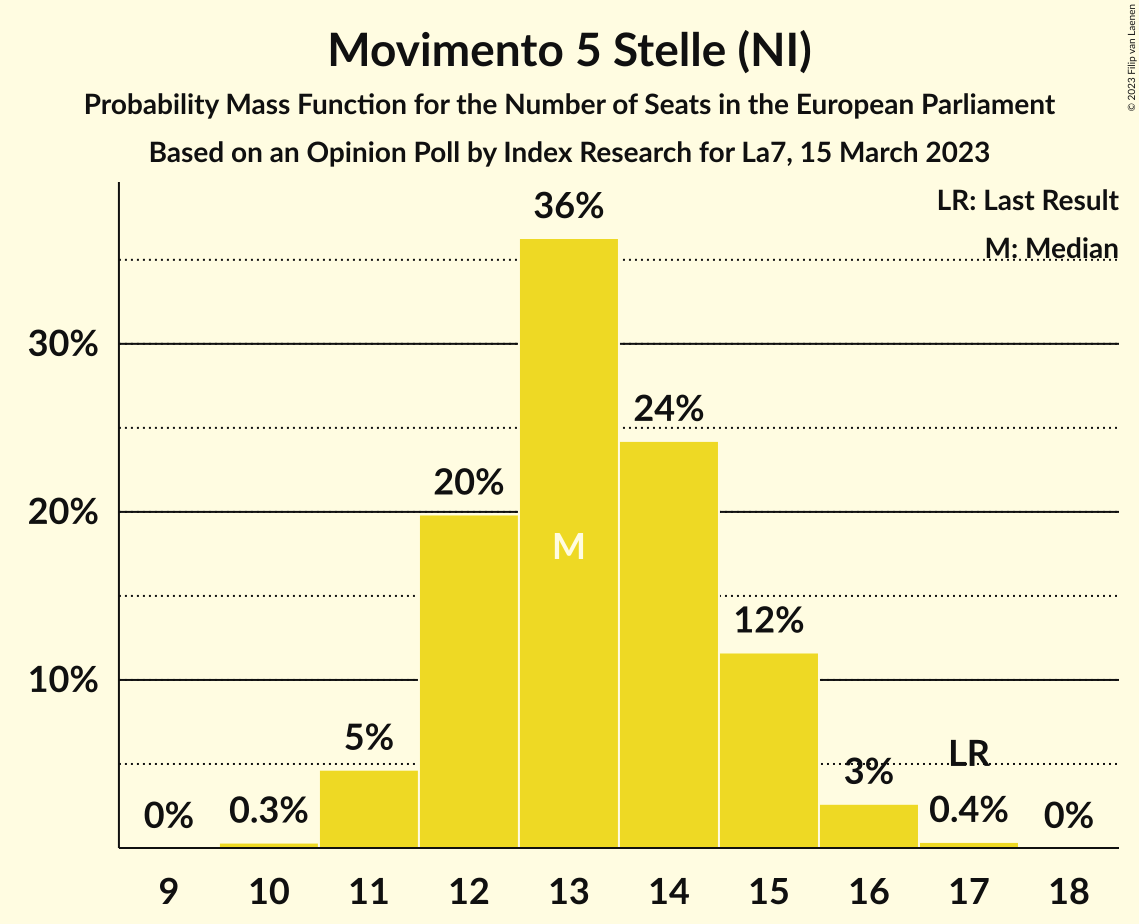 Movimento 5 Stelle (NI)
Probability Mass Function for the Number of Seats in the European Parliament
Based on an Opinion Poll by Index Research for La7, 15 March 2023
© 2023 Filip van Laenen
LR: Last Result
M: Median
36%
30%
24%
20%
20%
M
12%
10%
5%
LR
3%
0%
0.3%
0.4%
0%
9 10 11 12 13 14 15 16 17 18